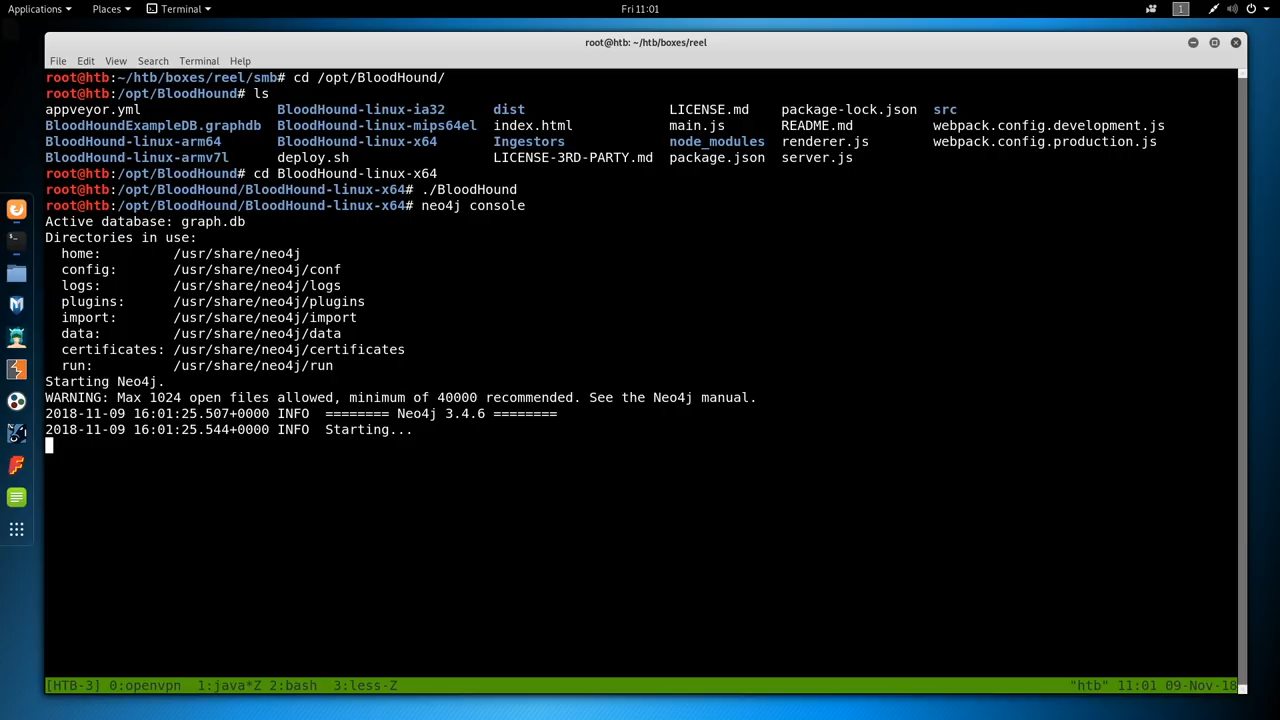 Applications Places Terminal Fri 11:01 1
root@htb: ~/htb/boxes/reel
File Edit View Search Terminal Help
root@htb:~/htb/boxes/reel/smb# cd /opt/BloodHound/
root@htb:/opt/BloodHound# ls
appveyor.yml BloodHound-linux-ia32 dist LICENSE.md package-lock.json src
BloodHoundExampleDB.graphdb BloodHound-linux-mips64el index.html main.js README.md webpack.config.development.js
BloodHound-linux-arm64 BloodHound-linux-x64 Ingestors node_modules renderer.js webpack.config.production.js
BloodHound-linux-armv7l deploy.sh LICENSE-3RD-PARTY.md package.json server.js
root@htb:/opt/BloodHound# cd BloodHound-linux-x64
root@htb:/opt/BloodHound/BloodHound-linux-x64# ./BloodHound
root@htb:/opt/BloodHound/BloodHound-linux-x64# neo4j console
Active database: graph.db
Directories in use:
home: /usr/share/neo4j
config: /usr/share/neo4j/conf
logs: /usr/share/neo4j/logs
plugins: /usr/share/neo4j/plugins
import: /usr/share/neo4j/import
data: /usr/share/neo4j/data
certificates: /usr/share/neo4j/certificates
run: /usr/share/neo4j/run
Starting Neo4j.
WARNING: Max 1024 open files allowed, minimum of 40000 recommended. See the Neo4j manual.
2018-11-09 16:01:25.507+0000 INFO ======== Neo4j 3.4.6 ========
2018-11-09 16:01:25.544+0000 INFO Starting...
[HTB-3] 0:openvpn 1:java*Z 2:bash 3:less-Z "htb" 11:01 09-Nov-18